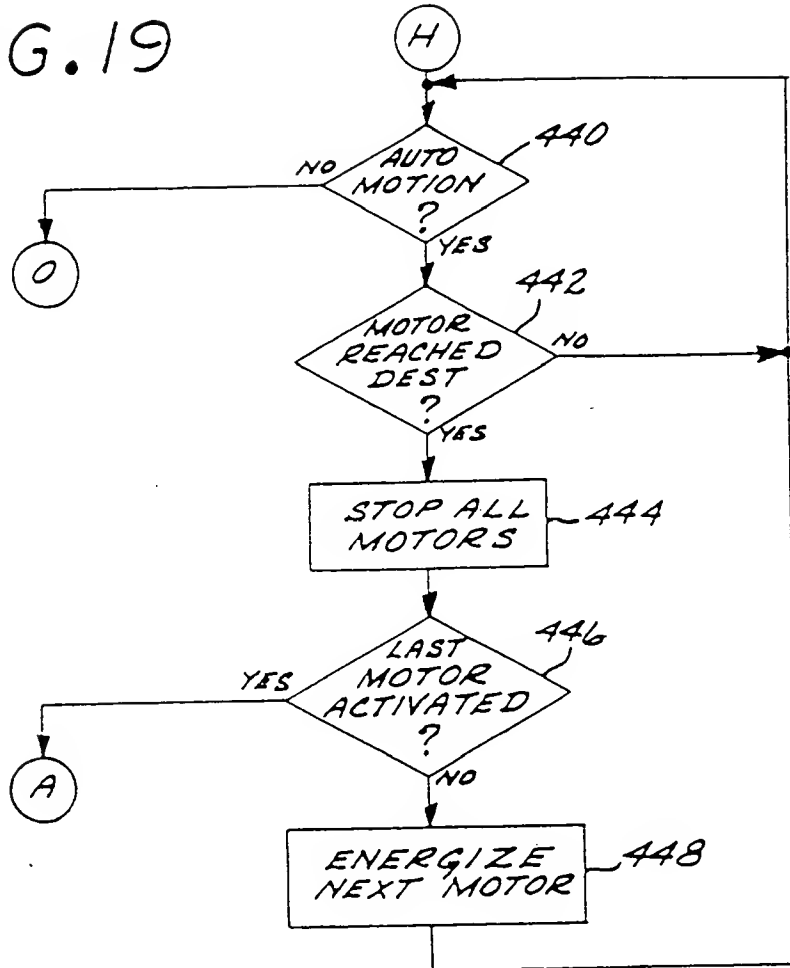 G.19
H
440
AUTO
MOTION
?
NO
YES
O
442
MOTOR
REACHED
DEST
?
NO
YES
STOP ALL
MOTORS
444
446
LAST
MOTOR
ACTIVATED
?
YES
NO
A
ENERGIZE
NEXT MOTOR
448